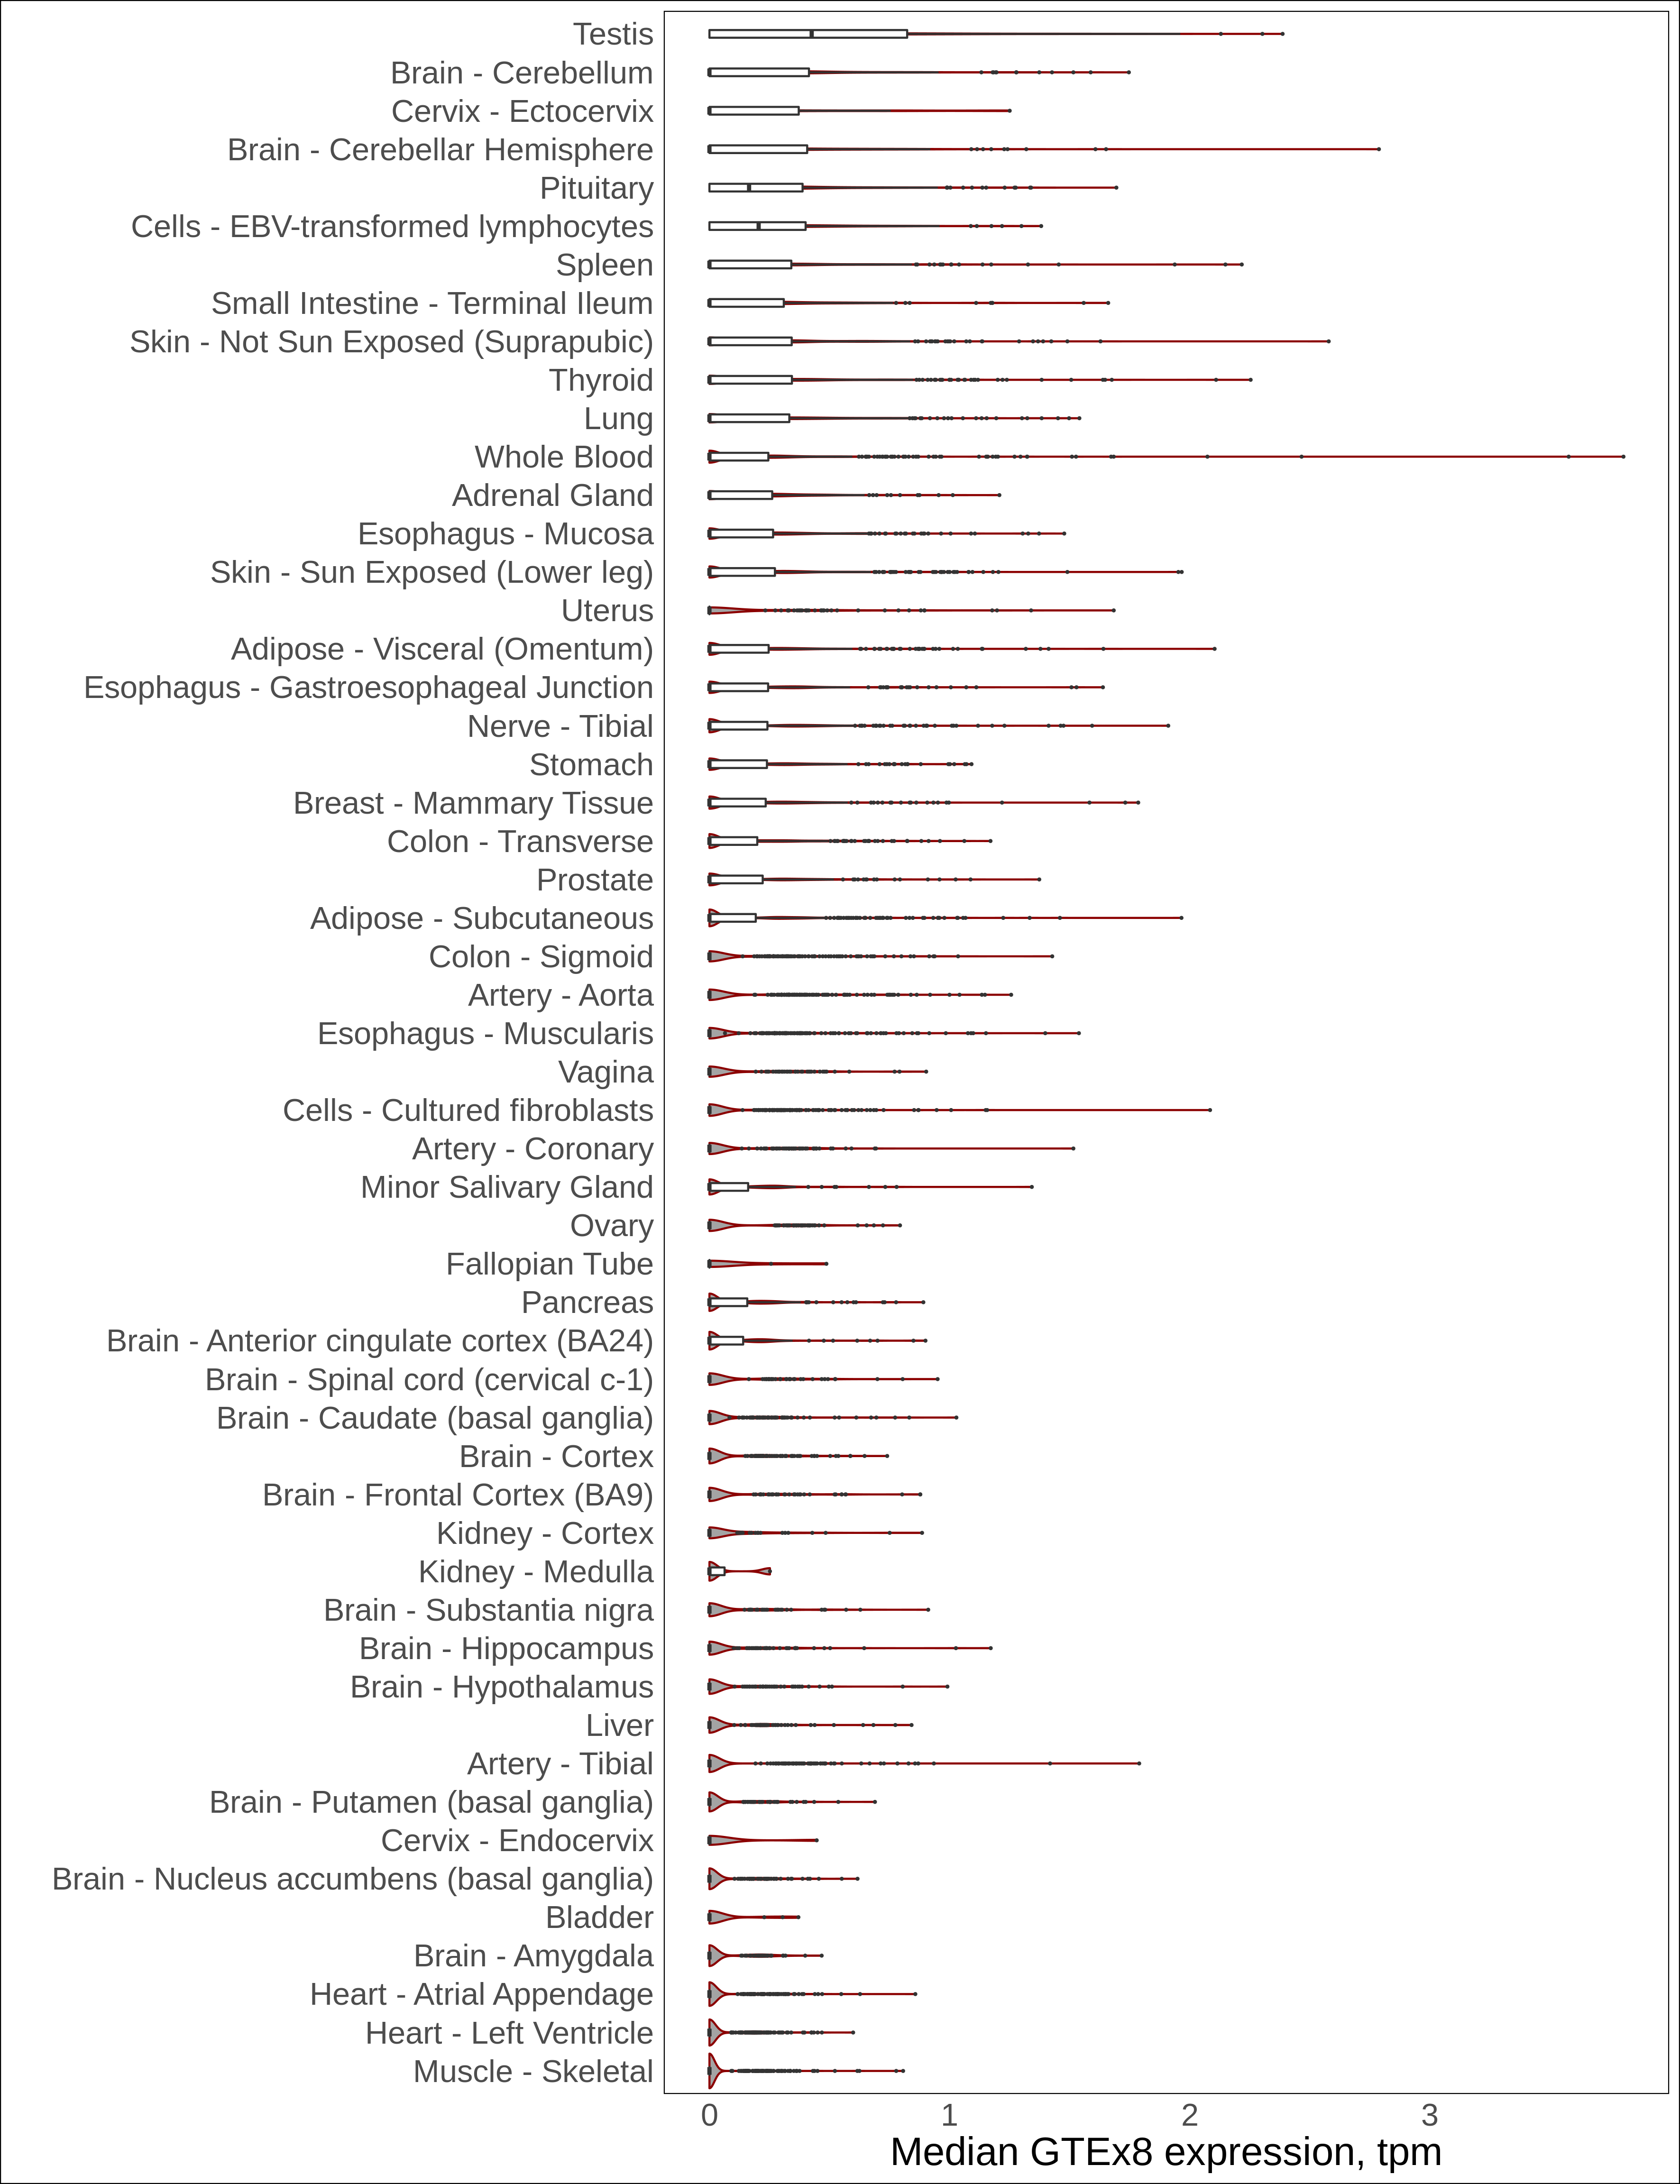 Testis
Brain - Cerebellum
Cervix - Ectocervix
Brain - Cerebellar Hemisphere
Pituitary
Cells - EBV-transformed lymphocytes
Spleen
Small Intestine - Terminal Ileum
Skin - Not Sun Exposed (Suprapubic)
Thyroid
Lung
Whole Blood
Adrenal Gland
Esophagus - Mucosa
Skin - Sun Exposed (Lower leg)
Uterus
Adipose - Visceral (Omentum)
Esophagus - Gastroesophageal Junction
Nerve - Tibial
Stomach
Breast - Mammary Tissue
Colon - Transverse
Prostate
Adipose - Subcutaneous
Colon - Sigmoid
Artery - Aorta
Esophagus - Muscularis
Vagina
Cells - Cultured fibroblasts
Artery - Coronary
Minor Salivary Gland
Ovary
Fallopian Tube
Pancreas
Brain - Anterior cingulate cortex (BA24)
Brain - Spinal cord (cervical c-1)
Brain - Caudate (basal ganglia)
Brain - Cortex
Brain - Frontal Cortex (BA9)
Kidney - Cortex
Kidney - Medulla
Brain - Substantia nigra
Brain - Hippocampus
Brain - Hypothalamus
Liver
Artery - Tibial
Brain - Putamen (basal ganglia)
Cervix - Endocervix
Brain - Nucleus accumbens (basal ganglia)
Bladder
Brain - Amygdala
Heart - Atrial Appendage
Heart - Left Ventricle
Muscle - Skeletal
0 1 2 3
Median GTEx8 expression, tpm